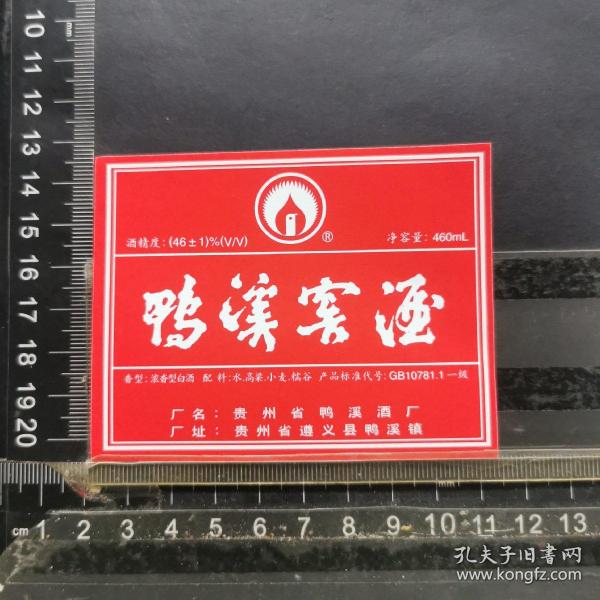 酒精度：(46±1)%(V/V)
®
净容量：460mL
鸭溪窖酒
香型：浓香型白酒 配 料：水、高粱、小麦、糯谷 产品标准代号：GB10781.1 一级
厂名：贵州省鸭溪酒厂
厂址：贵州省遵义县鸭溪镇
10
11
12
13
14
15
16
17
18
19.20
cm 1 2 3 4 5 6 7 8 9 10 11 12 13
孔夫子旧书网
www.kongfz.com